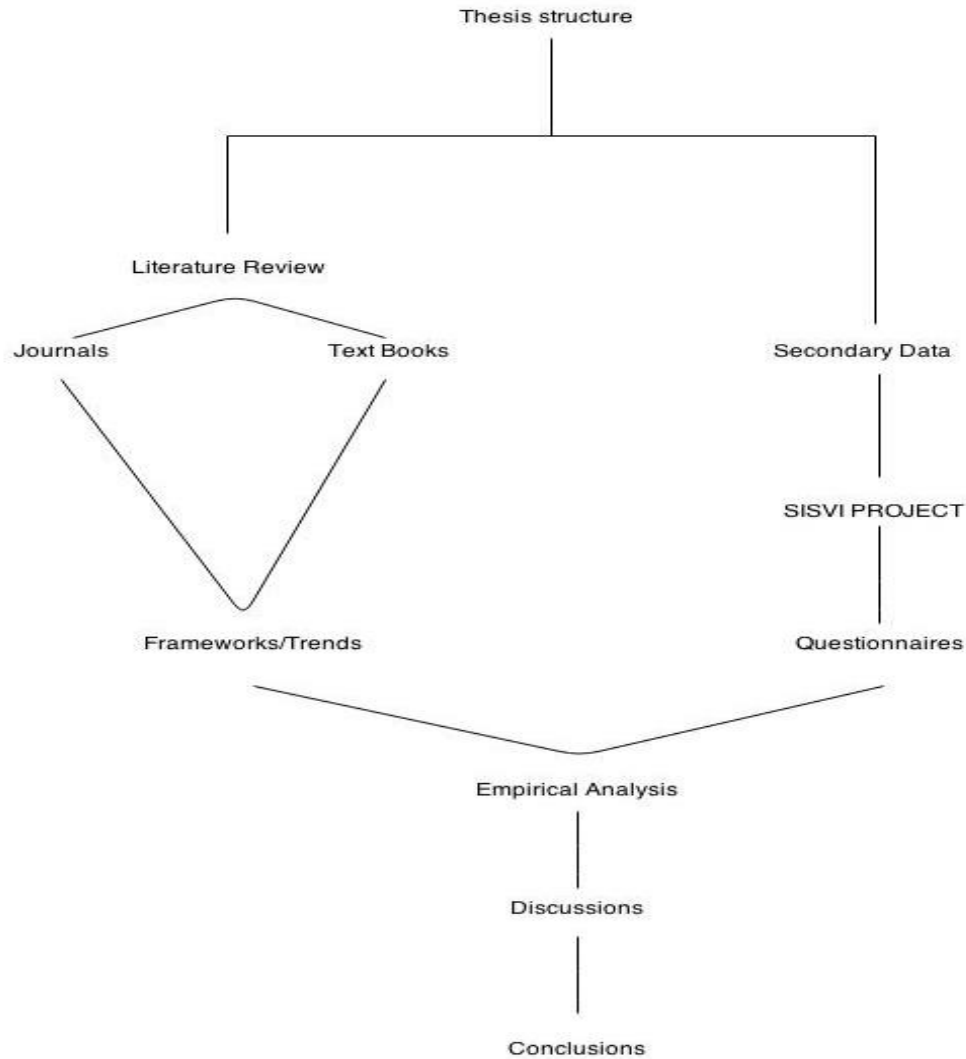 Thesis structure
Literature Review
Journals
Text Books
Secondary Data
SISVI PROJECT
Frameworks/Trends
Questionnaires
Empirical Analysis
Discussions
Conclusions